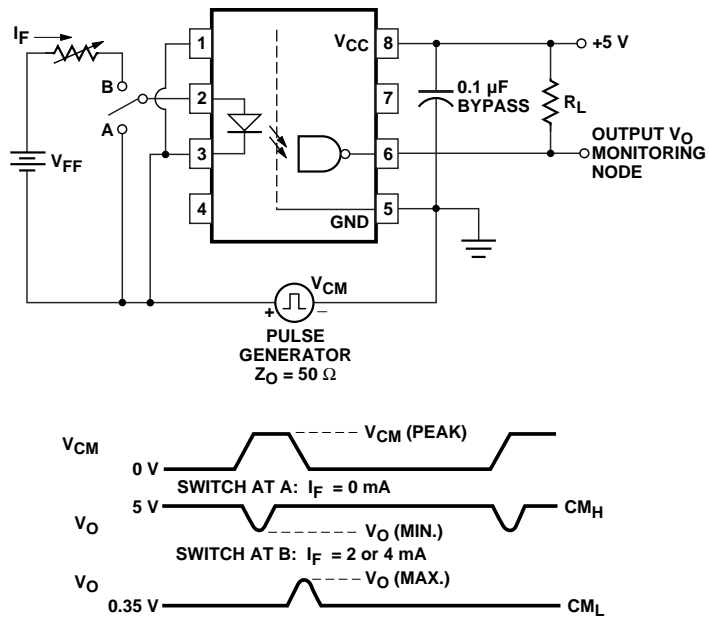 I_F
B
A
V_FF
1
2
3
4
V_CC
8
7
6
5
GND
0.1 µF
BYPASS
R_L
+5 V
OUTPUT V_O
MONITORING
NODE
V_CM
+
–
PULSE
GENERATOR
Z_O = 50 Ω
V_CM
V_CM (PEAK)
0 V
SWITCH AT A: I_F = 0 mA
5 V
CM_H
V_O
V_O (MIN.)
SWITCH AT B: I_F = 2 or 4 mA
V_O
V_O (MAX.)
0.35 V
CM_L